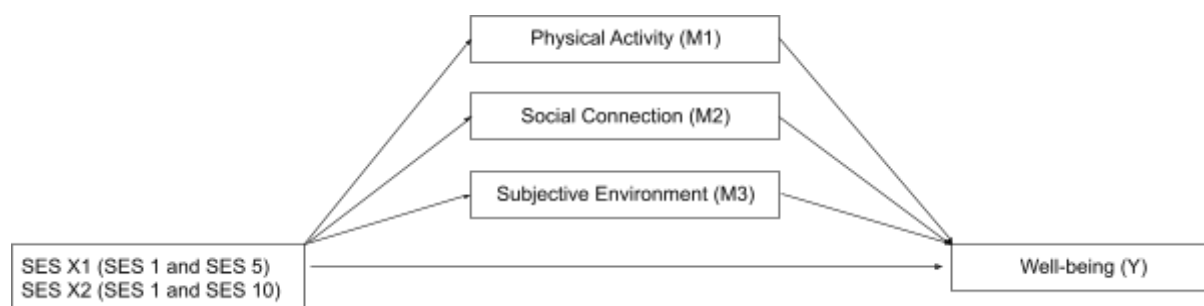 Physical Activity (M1)
Social Connection (M2)
Subjective Environment (M3)
SES X1 (SES 1 and SES 5)
SES X2 (SES 1 and SES 10)
Well-being (Y)